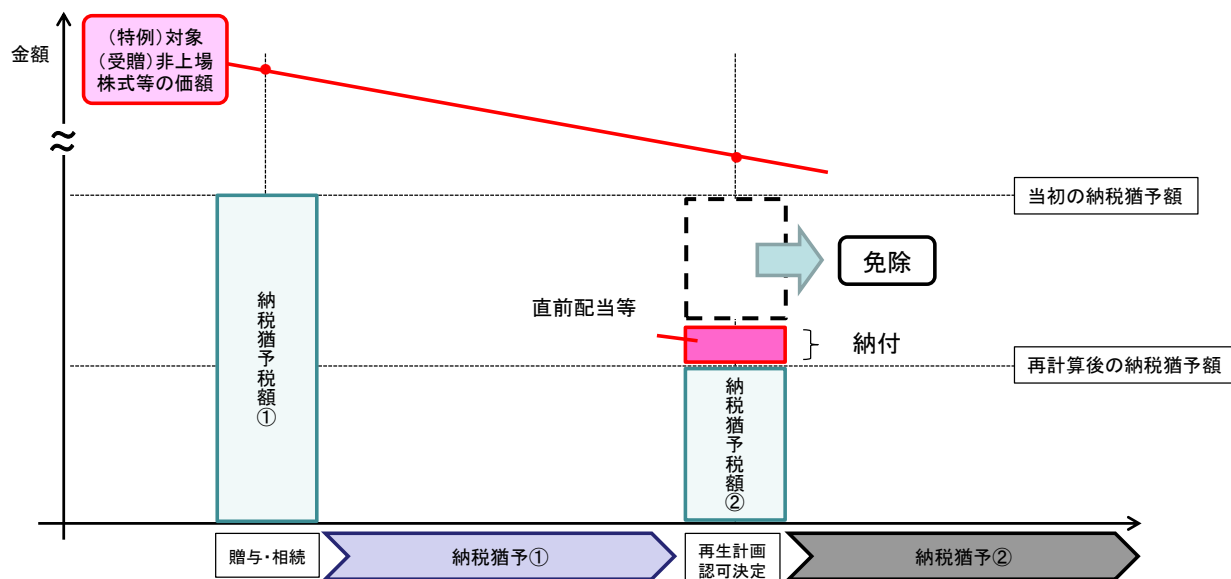 金額
(特例)対象
(受贈)非上場
株式等の価額
≈
当初の納税猶予額
免除
直前配当等
納付
再計算後の納税猶予額
納税猶予税額①
納税猶予税額②
贈与・相続
納税猶予①
再生計画
認可決定
納税猶予②